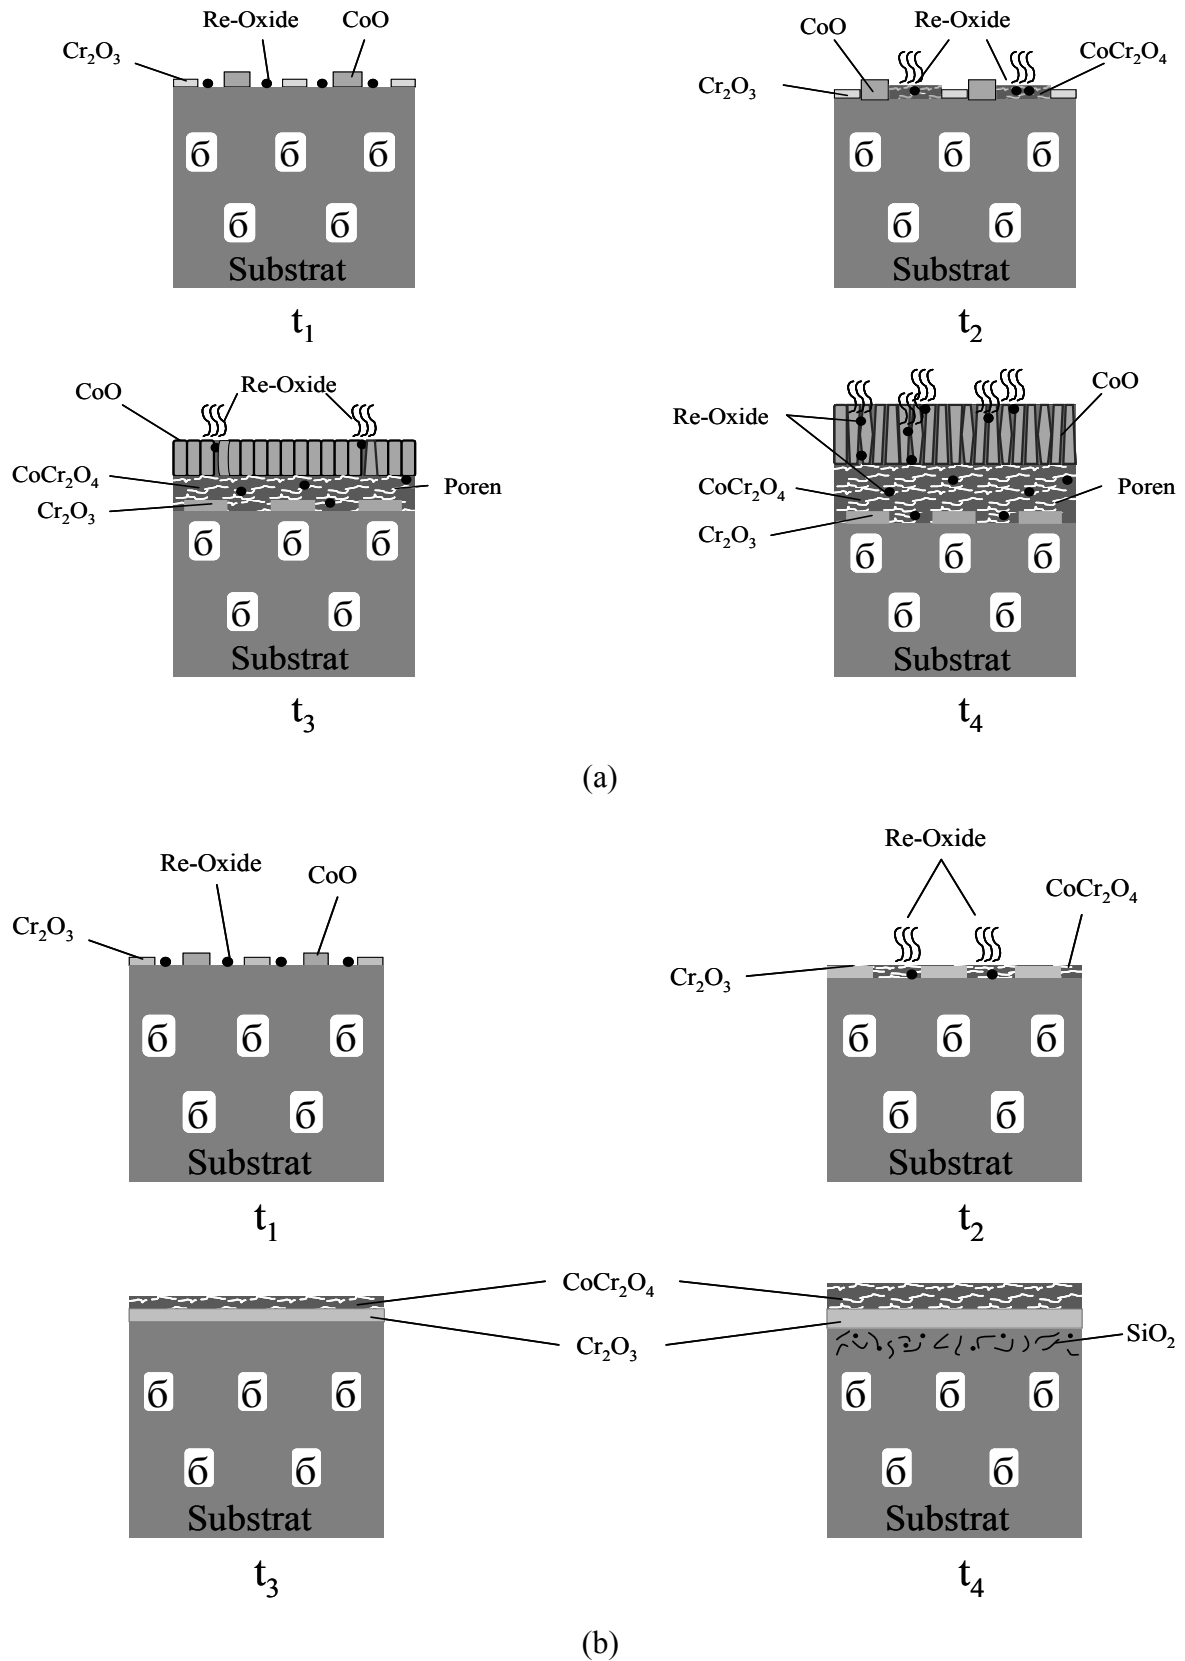 Re-Oxide CoO
Cr₂O₃
б б б
б б
Substrat
t₁
CoO Re-Oxide
CoCr₂O₄
Cr₂O₃
б б б
б б
Substrat
t₂
CoO Re-Oxide
CoCr₂O₄
Poren
Cr₂O₃
б б б
б б
Substrat
t₃
CoO
Re-Oxide
CoCr₂O₄ Poren
Cr₂O₃
б б б
б б
Substrat
t₄
(a)
Re-Oxide
CoO
Cr₂O₃
б б б
б б
Substrat
t₁
Re-Oxide
CoCr₂O₄
Cr₂O₃
б б б
б б
Substrat
t₂
CoCr₂O₄
Cr₂O₃
б б б
б б
Substrat
t₃
SiO₂
б б б
б б
Substrat
t₄
(b)